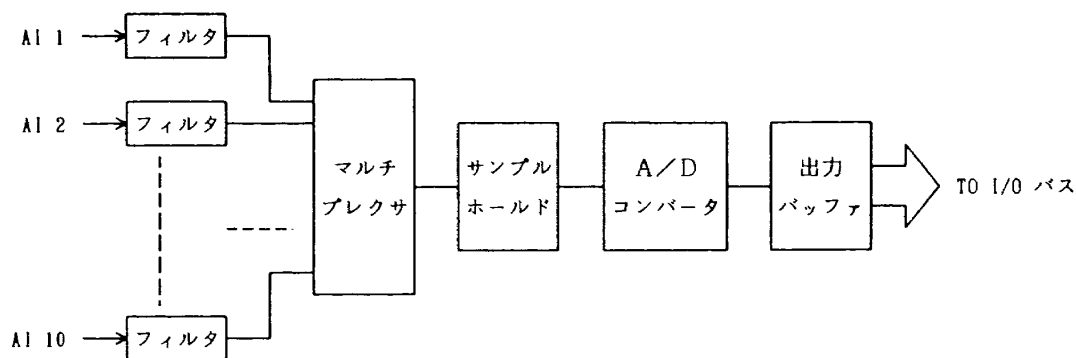 AI 1
フィルタ
AI 2
フィルタ
マルチ
プレクサ
サンプル
ホールド
A/D
コンバータ
出力
バッファ
TO I/O バス
AI 10
フィルタ